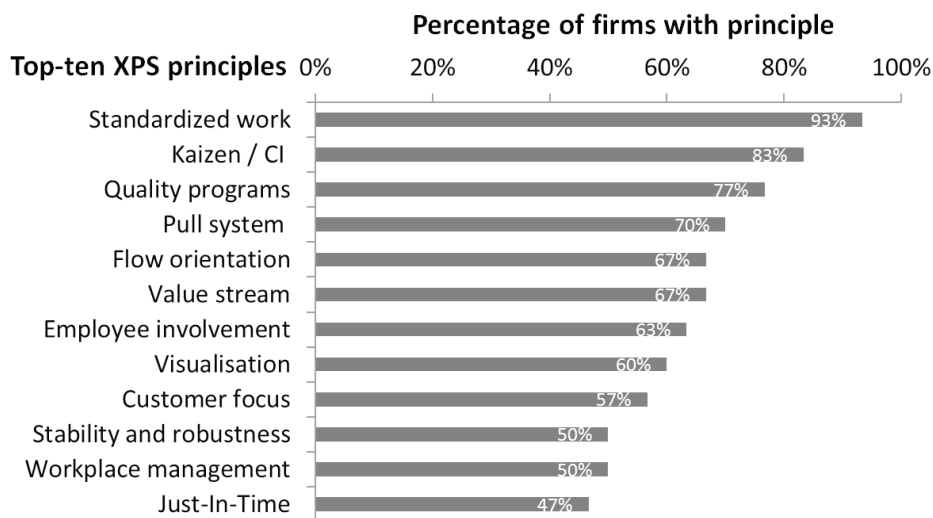 Percentage of firms with principle
Top-ten XPS principles 0% 20% 40% 60% 80% 100%
Standardized work 93%
Kaizen / CI 83%
Quality programs 77%
Pull system 70%
Flow orientation 67%
Value stream 67%
Employee involvement 63%
Visualisation 60%
Customer focus 57%
Stability and robustness 50%
Workplace management 50%
Just-In-Time 47%